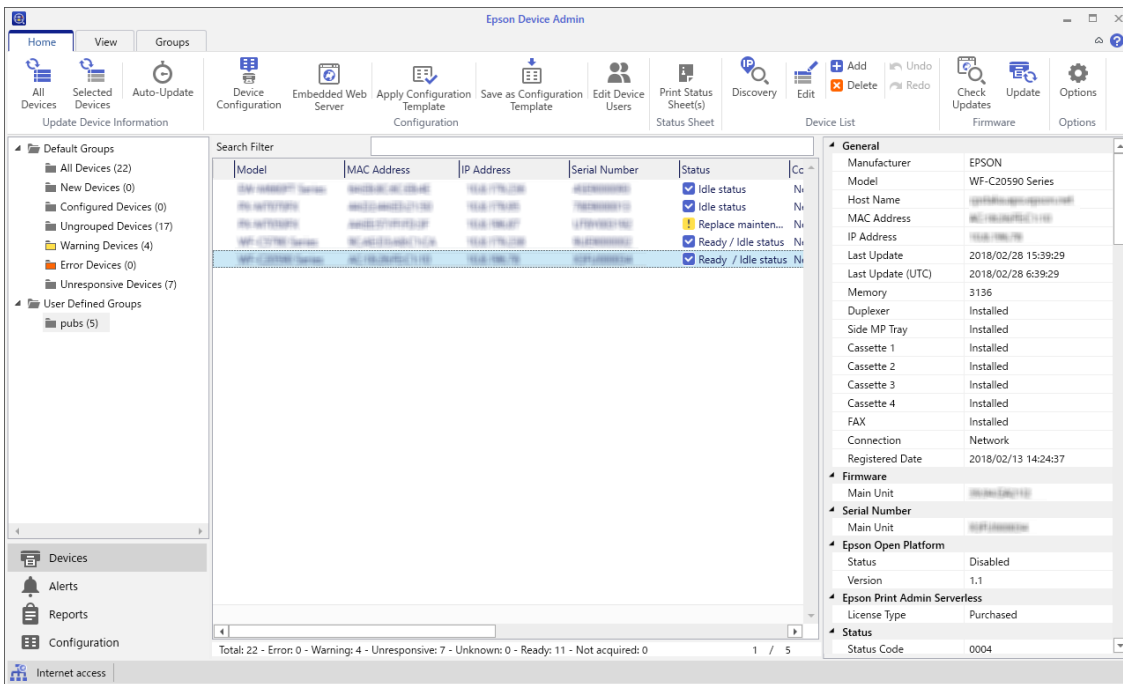 Epson Device Admin
Home View Groups
All Devices
Selected Devices
Auto-Update
Update Device Information
Device Configuration
Embedded Web Server
Apply Configuration Template
Save as Configuration Template
Edit Device Users
Configuration
Print Status Sheet(s)
Status Sheet
Discovery
Edit
Add
Delete
Undo
Redo
Device List
Check Updates
Update
Firmware
Options
Options
Default Groups
All Devices (22)
New Devices (0)
Configured Devices (0)
Ungrouped Devices (17)
Warning Devices (4)
Error Devices (0)
Unresponsive Devices (7)
User Defined Groups
pubs (5)
Devices
Alerts
Reports
Configuration
Search Filter
Model MAC Address IP Address Serial Number Status Cc
Idle status
Idle status
Replace mainten...
Ready / Idle status
Ready / Idle status
Total: 22 - Error: 0 - Warning: 4 - Unresponsive: 7 - Unknown: 0 - Ready: 11 - Not acquired: 0 1 / 5
General
Manufacturer EPSON
Model WF-C20590 Series
Host Name
MAC Address
IP Address
Last Update 2018/02/28 15:39:29
Last Update (UTC) 2018/02/28 6:39:29
Memory 3136
Duplexer Installed
Side MP Tray Installed
Cassette 1 Installed
Cassette 2 Installed
Cassette 3 Installed
Cassette 4 Installed
FAX Installed
Connection Network
Registered Date 2018/02/13 14:24:37
Firmware
Main Unit
Serial Number
Main Unit
Epson Open Platform
Status Disabled
Version 1.1
Epson Print Admin Serverless
License Type Purchased
Status
Status Code 0004
Internet access